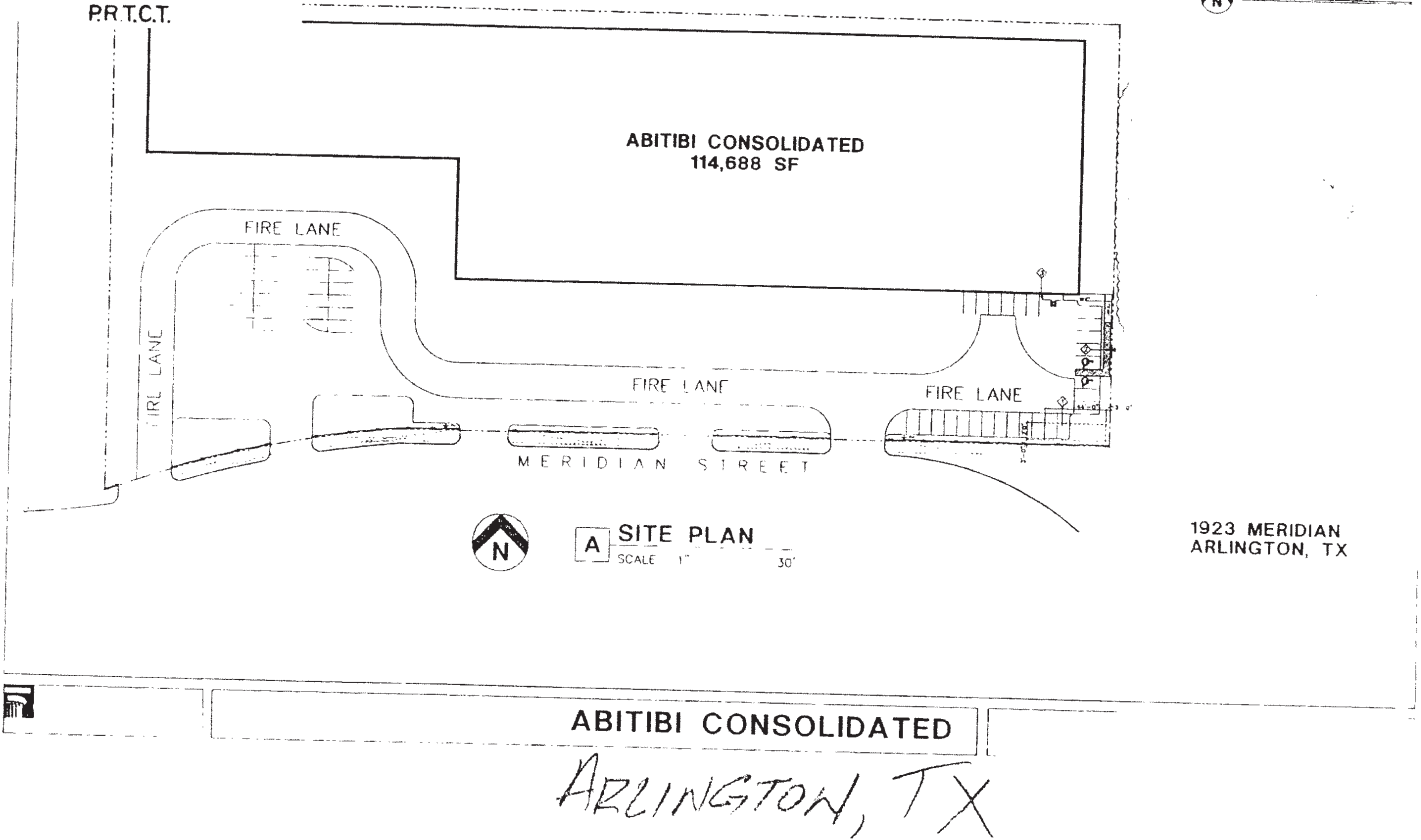 P.R.T.C.T.
N
ABITIBI CONSOLIDATED
114,688 SF
FIRE LANE
FIRE LANE
FIRE LANE
FIRE LANE
MERIDIAN STREET
N
A SITE PLAN
SCALE 1" 30'
1923 MERIDIAN
ARLINGTON, TX
ABITIBI CONSOLIDATED
ARLINGTON, TX